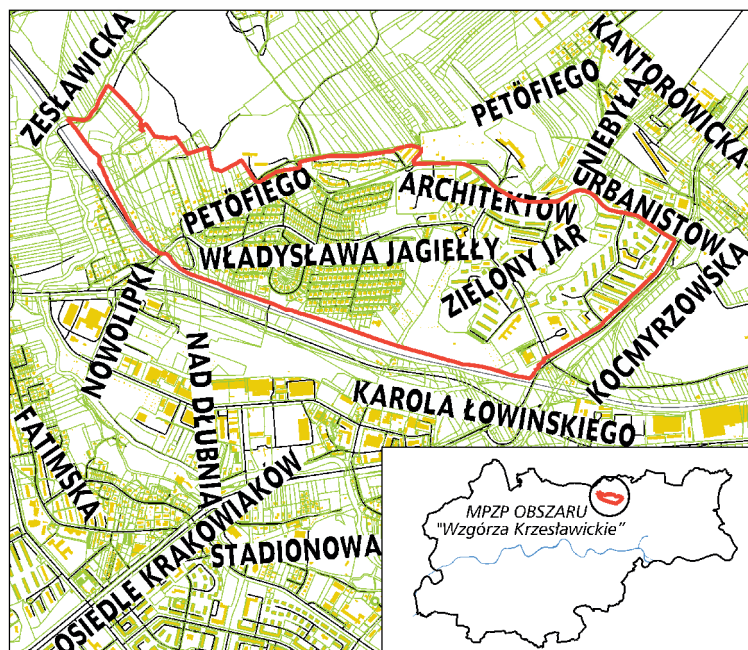 ZESŁAWICKA
KANTOROWICKA
PETÖFIEGO
NIEBYŁA
PETÖFIEGO
ARCHITEKTÓW
URBANISTÓW
WŁADYSŁAWA JAGIEŁŁY
ZIELONY JAR
NOWOLIPKI
KOCMYRZOWSKA
NAD DŁUBNIĄ
KAROLA ŁOWIŃSKIEGO
FATIMSKA
STADIONOWA
OSIEDLE KRAKOWIAKÓW
MPZP OBSZARU
"Wzgórza Krzesławickie"